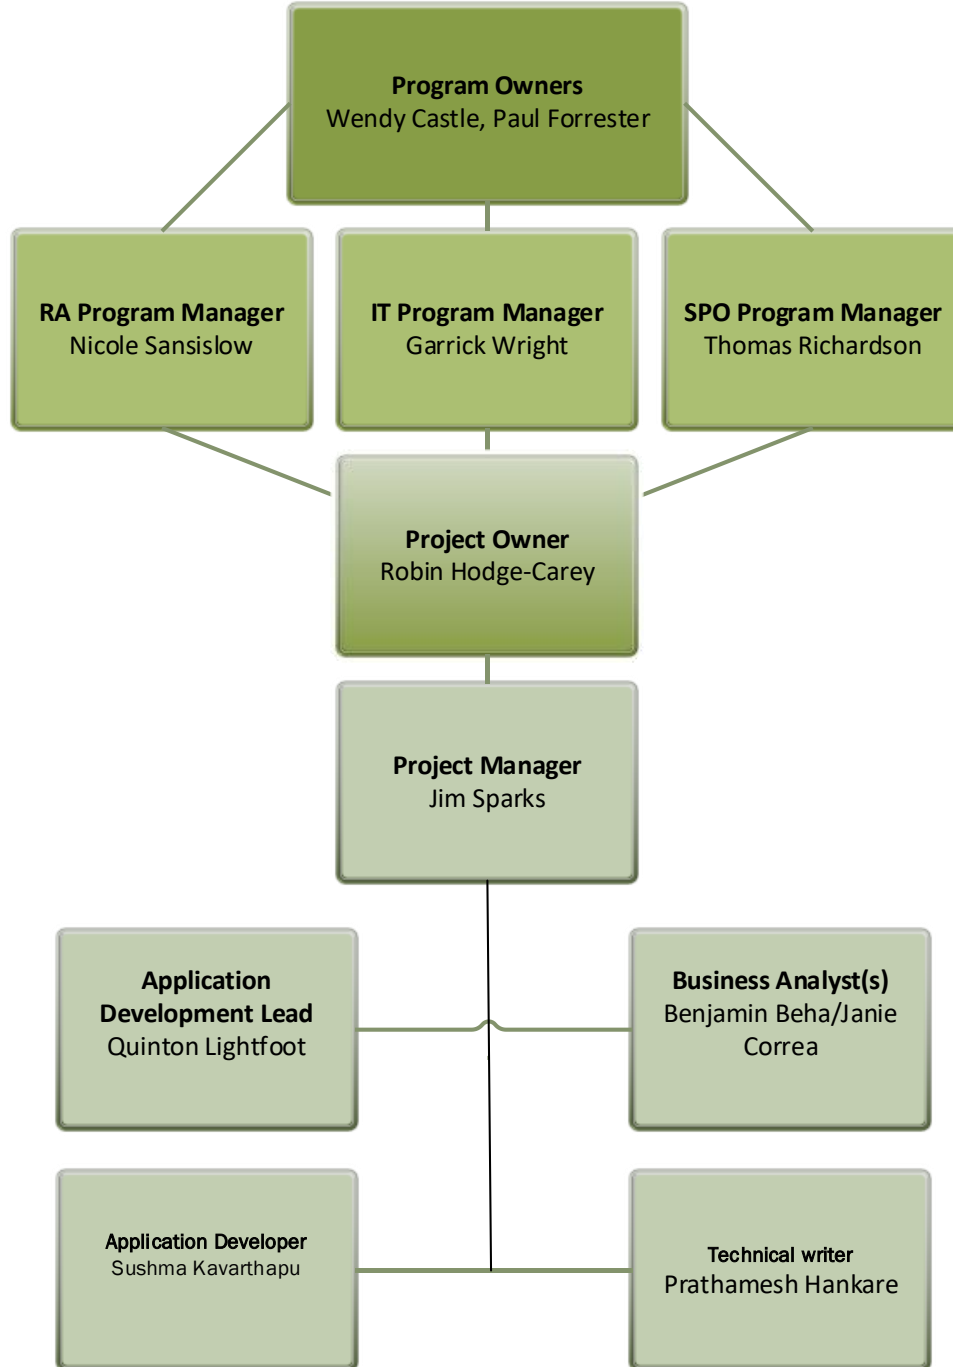 Program Owners
Wendy Castle, Paul Forrester
RA Program Manager
Nicole Sansislow
IT Program Manager
Garrick Wright
SPO Program Manager
Thomas Richardson
Project Owner
Robin Hodge-Carey
Project Manager
Jim Sparks
Application
Development Lead
Quinton Lightfoot
Business Analyst(s)
Benjamin Beha/Janie
Correa
Application Developer
Sushma Kavarthapu
Technical writer
Prathamesh Hankare